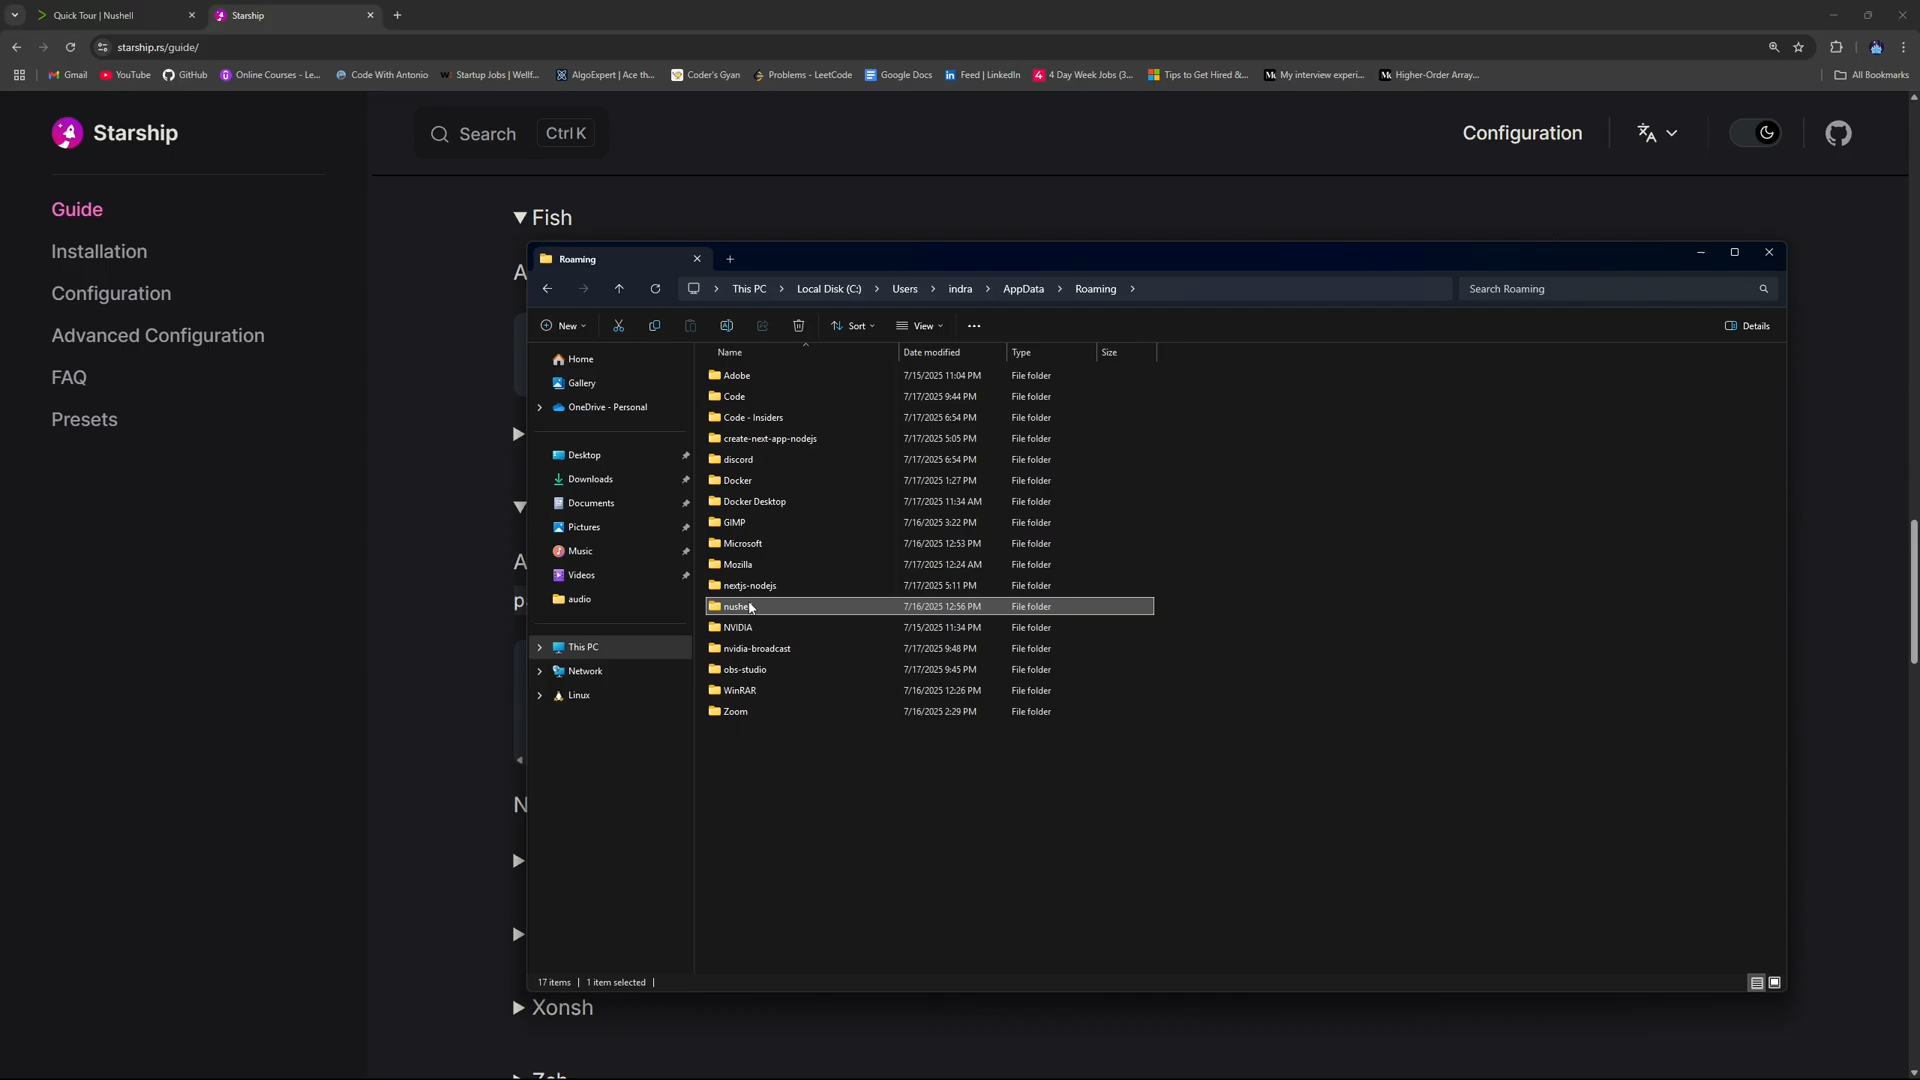 Quick Tour | Nushell
Starship
starship.rs/guide/
Gmail
YouTube
GitHub
Online Courses - Le...
Code With Antonio
Startup Jobs | Wellf...
AlgoExpert | Ace th...
Coder's Gyan
Problems - LeetCode
Google Docs
Feed | LinkedIn
4 Day Week Jobs (3...
Tips to Get Hired &...
My interview experi...
Higher-Order Array...
All Bookmarks
Starship
Search
Ctrl K
Configuration
Guide
Installation
Configuration
Advanced Configuration
FAQ
Presets
Fish
Roaming
This PC
Local Disk (C:)
Users
indra
AppData
Roaming
Search Roaming
New
Sort
View
Details
Home
Gallery
OneDrive - Personal
Desktop
Downloads
Documents
Pictures
Music
Videos
audio
This PC
Network
Linux
Name Date modified Type Size
Adobe 7/15/2025 11:04 PM File folder
Code 7/17/2025 9:44 PM File folder
Code - Insiders 7/17/2025 6:54 PM File folder
create-next-app-nodejs 7/17/2025 5:05 PM File folder
discord 7/17/2025 6:54 PM File folder
Docker 7/17/2025 1:27 PM File folder
Docker Desktop 7/17/2025 11:34 AM File folder
GIMP 7/16/2025 3:22 PM File folder
Microsoft 7/16/2025 12:53 PM File folder
Mozilla 7/17/2025 12:24 AM File folder
nextjs-nodejs 7/17/2025 5:11 PM File folder
nushell 7/16/2025 12:56 PM File folder
NVIDIA 7/15/2025 11:34 PM File folder
nvidia-broadcast 7/17/2025 9:48 PM File folder
obs-studio 7/17/2025 9:45 PM File folder
WinRAR 7/16/2025 12:26 PM File folder
Zoom 7/16/2025 2:29 PM File folder
17 items
1 item selected
Xonsh